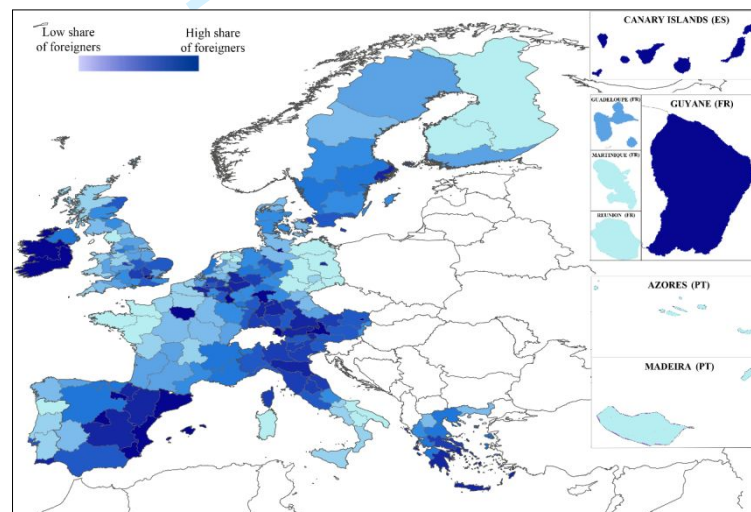 Low share
of foreigners
High share
of foreigners
CANARY ISLANDS (ES)
GUADELOUPE (FR)
GUYANE (FR)
MARTINIQUE (FR)
REUNION (FR)
AZORES (PT)
MADEIRA (PT)